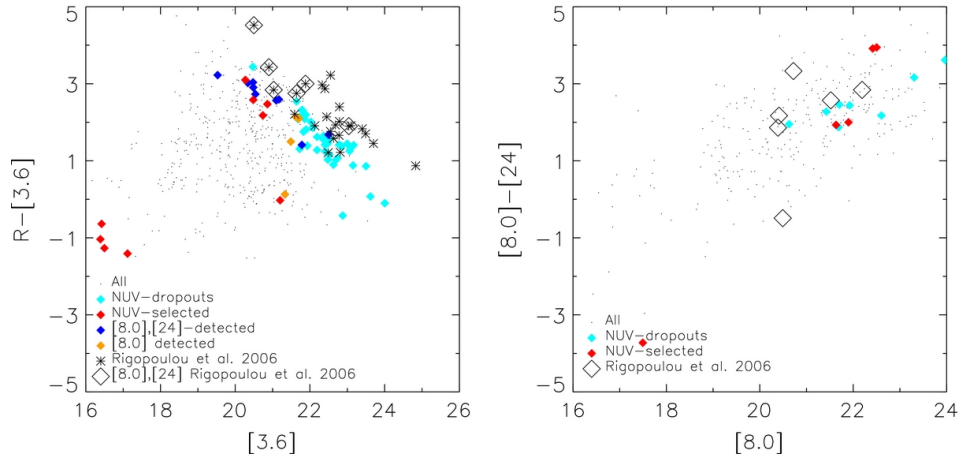 5
3
1
-1
-3
-5
R-[3.6]
16
18
20
22
24
26
[3.6]
All
NUV-dropouts
NUV-selected
[8.0],[24]-detected
[8.0] detected
Rigopoulou et al. 2006
[8.0],[24] Rigopoulou et al. 2006
5
3
1
-1
-3
-5
[8.0]-[24]
16
18
20
22
24
[8.0]
All
NUV-dropouts
NUV-selected
Rigopoulou et al. 2006